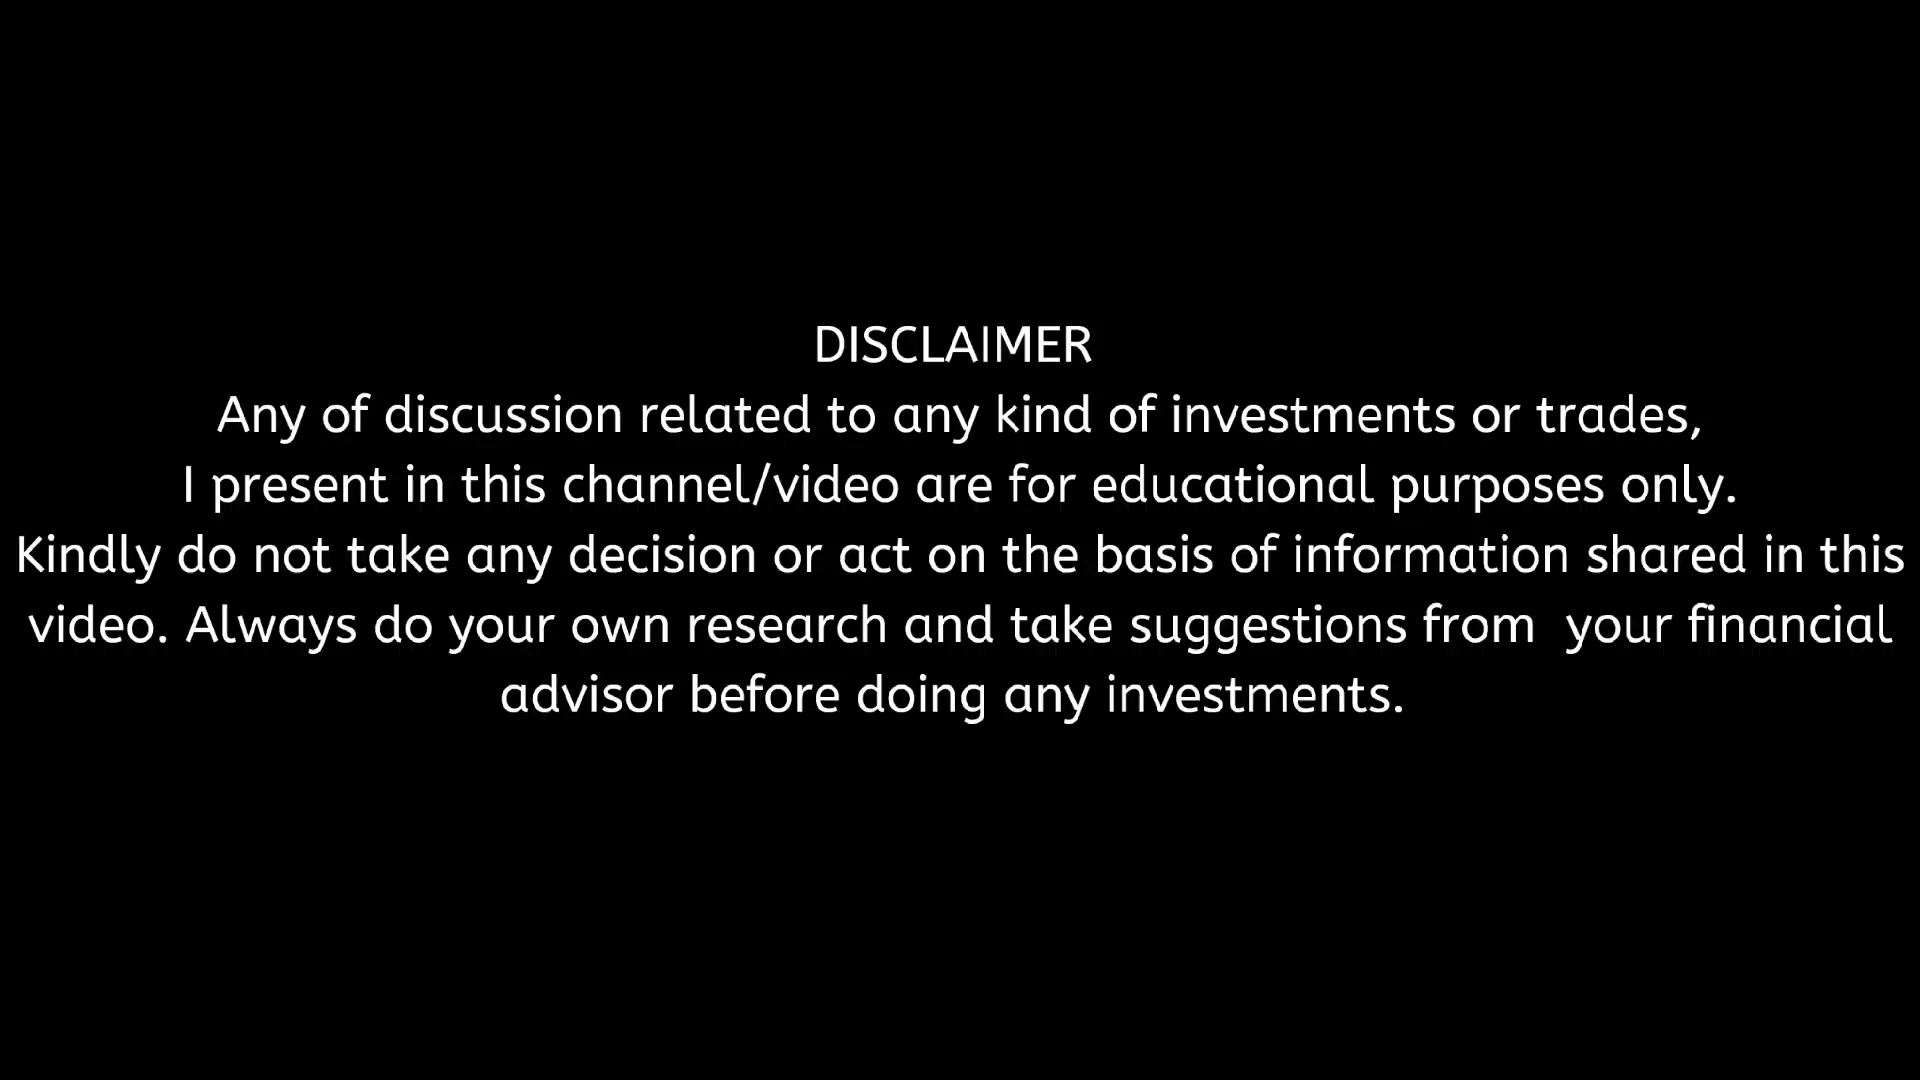 DISCLAIMER
Any of discussion related to any kind of investments or trades,
I present in this channel/video are for educational purposes only.
Kindly do not take any decision or act on the basis of information shared in this
video. Always do your own research and take suggestions from  your financial
advisor before doing any investments.